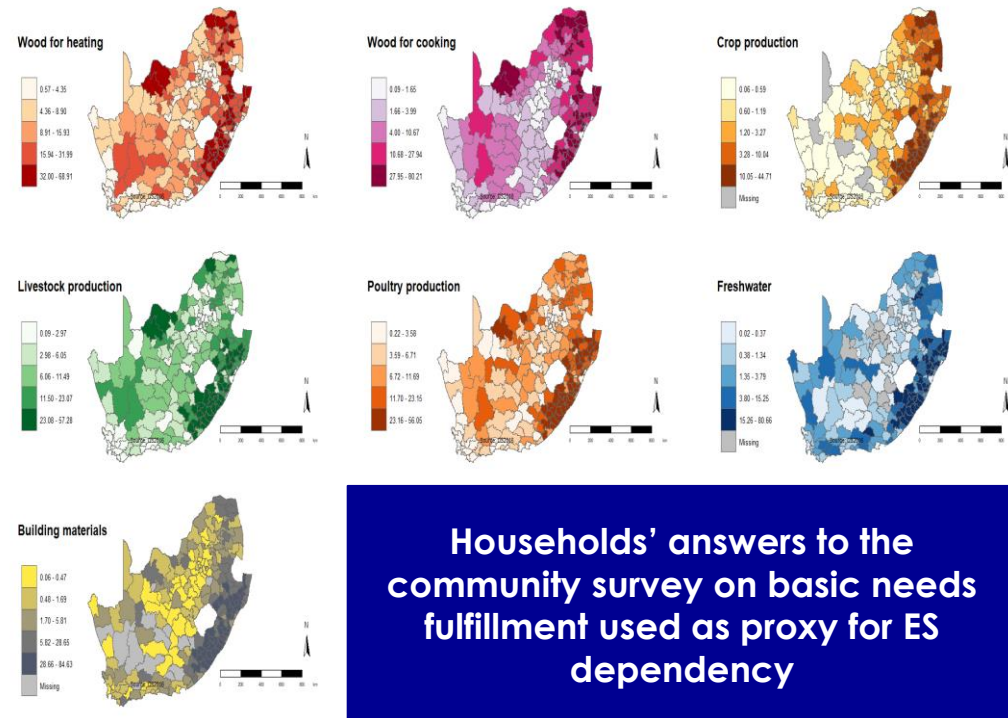 Wood for heating
0.57 - 4.35
4.36 - 8.90
8.91 - 15.93
15.94 - 31.99
32.00 - 68.91
N
Wood for cooking
0.09 - 1.65
1.66 - 3.99
4.00 - 10.67
10.68 - 27.94
27.95 - 80.21
N
Crop production
0.06 - 0.59
0.60 - 1.19
1.20 - 3.27
3.28 - 10.04
10.05 - 44.71
Missing
N
Livestock production
0.09 - 2.97
2.98 - 6.05
6.06 - 11.49
11.50 - 23.07
23.08 - 57.28
N
Poultry production
0.22 - 3.58
3.59 - 6.71
6.72 - 11.69
11.70 - 23.15
23.16 - 56.05
N
Freshwater
0.02 - 0.37
0.38 - 1.34
1.35 - 3.79
3.80 - 15.25
15.26 - 80.66
Missing
N
Building materials
0.06 - 0.47
0.48 - 1.69
1.70 - 5.81
5.82 - 28.65
28.66 - 84.63
Missing
N
Households’ answers to the
community survey on basic needs
fulfillment used as proxy for ES
dependency